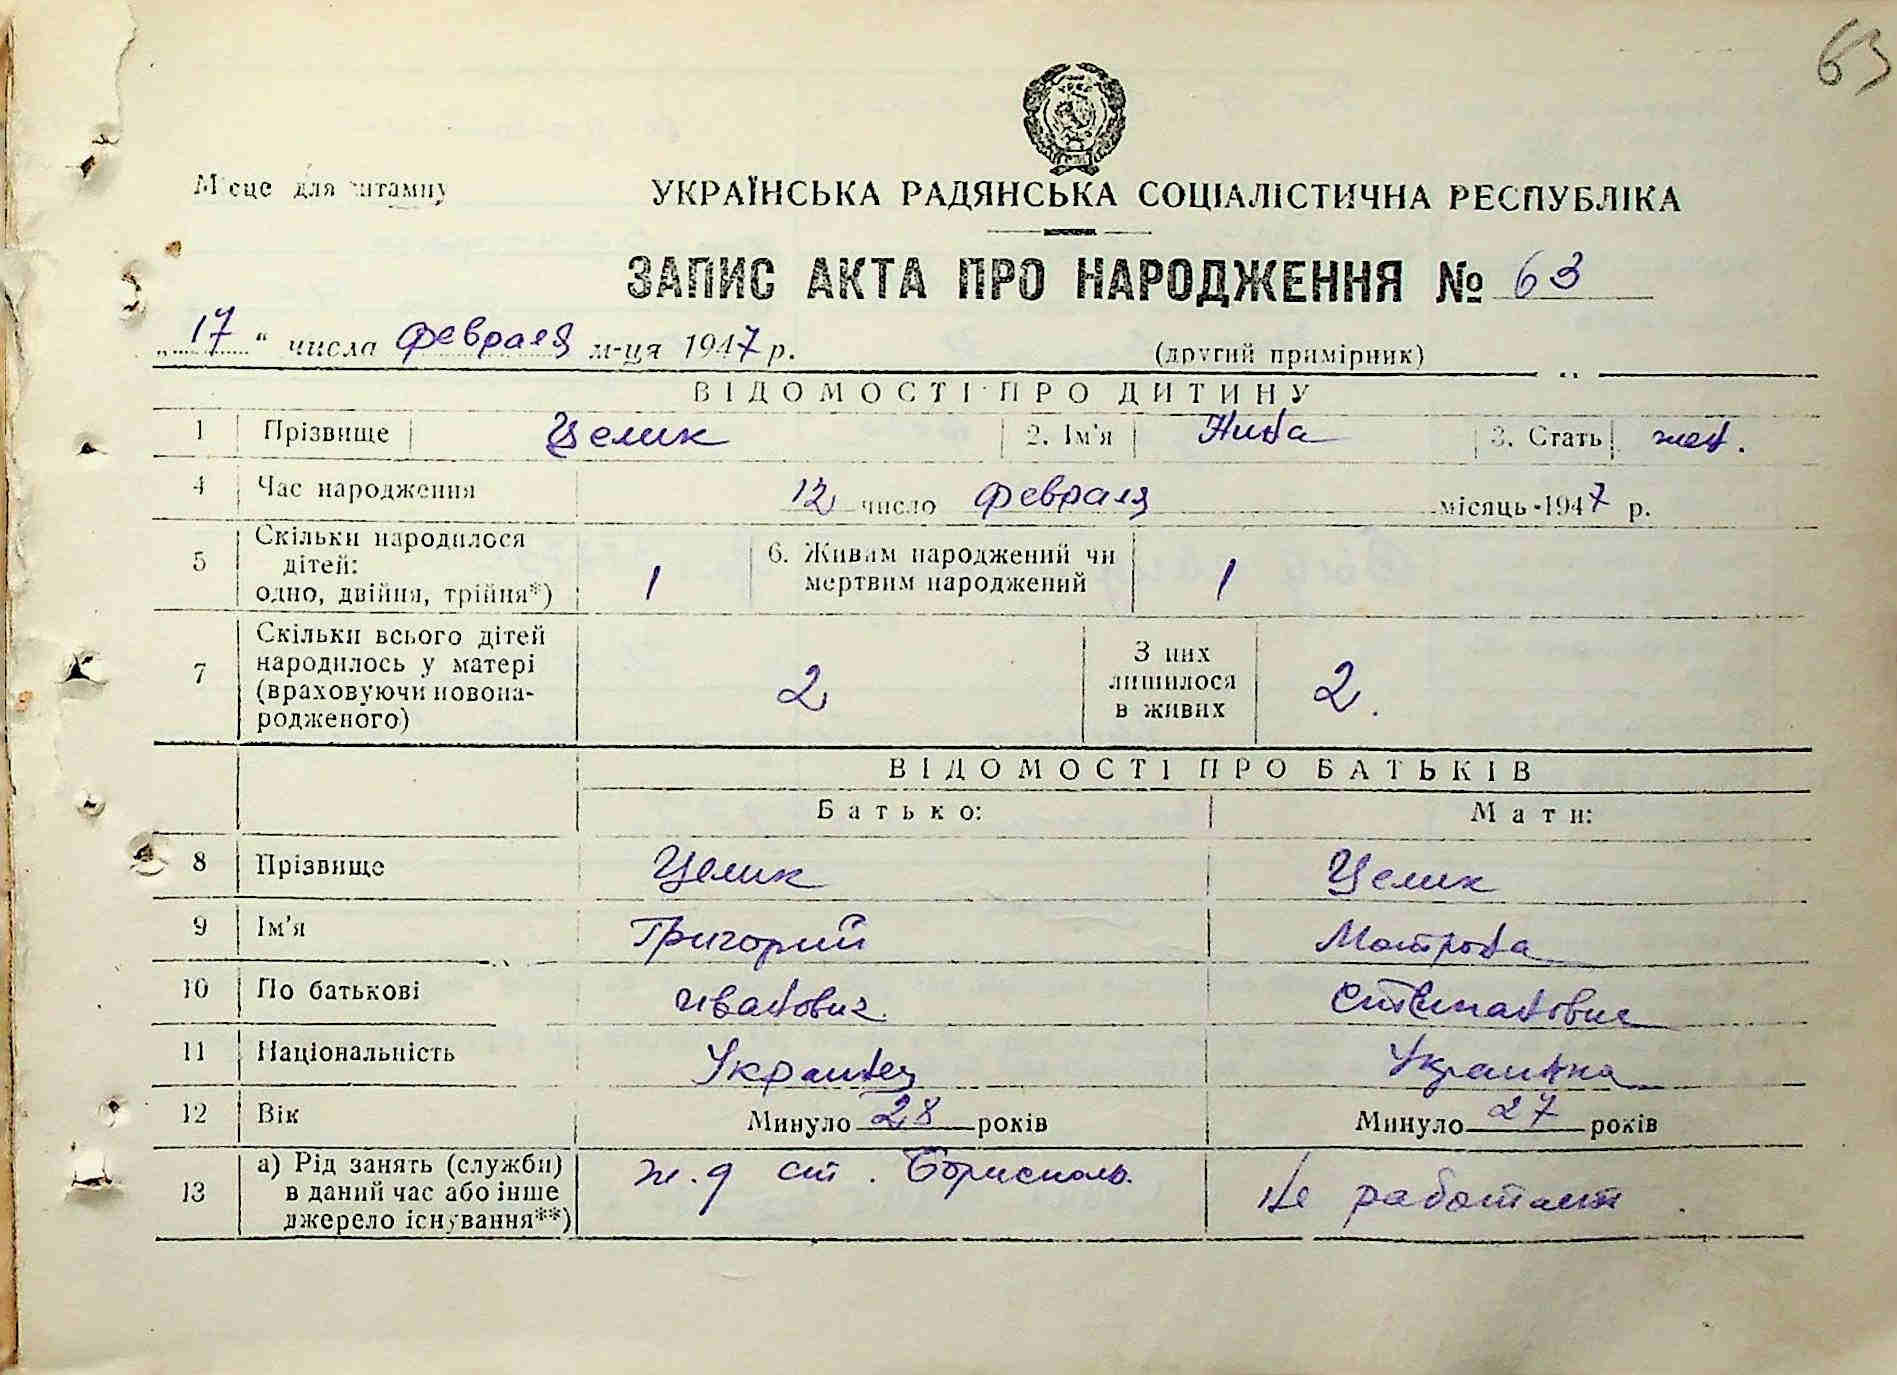 63
Місце для штампу
УКРАЇНСЬКА РАДЯНСЬКА СОЦІАЛІСТИЧНА РЕСПУБЛІКА
ЗАПИС АКТА ПРО НАРОДЖЕННЯ № 63
„17“ числа февраля м-ця 1947 р. (другий примірник)
ВІДОМОСТІ ПРО ДИТИНУ
1 Прізвище Целик 2. Ім'я Нина 3. Стать жен.
4 Час народження 12 число февраля місяць 1947 р.
5 Скільки народилося дітей: одно, двійня, трійня*) 1 6. Живим народжений чи мертвим народжений 1
7 Скільки всього дітей народилось у матері (враховуючи новонародженого) 2 З них лишилося в живих 2.
ВІДОМОСТІ ПРО БАТЬКІВ
Батько: Мати:
8 Прізвище Целик Целик
9 Ім'я Григорий Мотрона
10 По батькові Иванович Степанович
11 Національність Украинец Украинка
12 Вік Минуло 28 років Минуло 27 років
13 а) Рід занять (служби) в даний час або інше джерело існування**) ж.д ст. Борисполь. Не работает